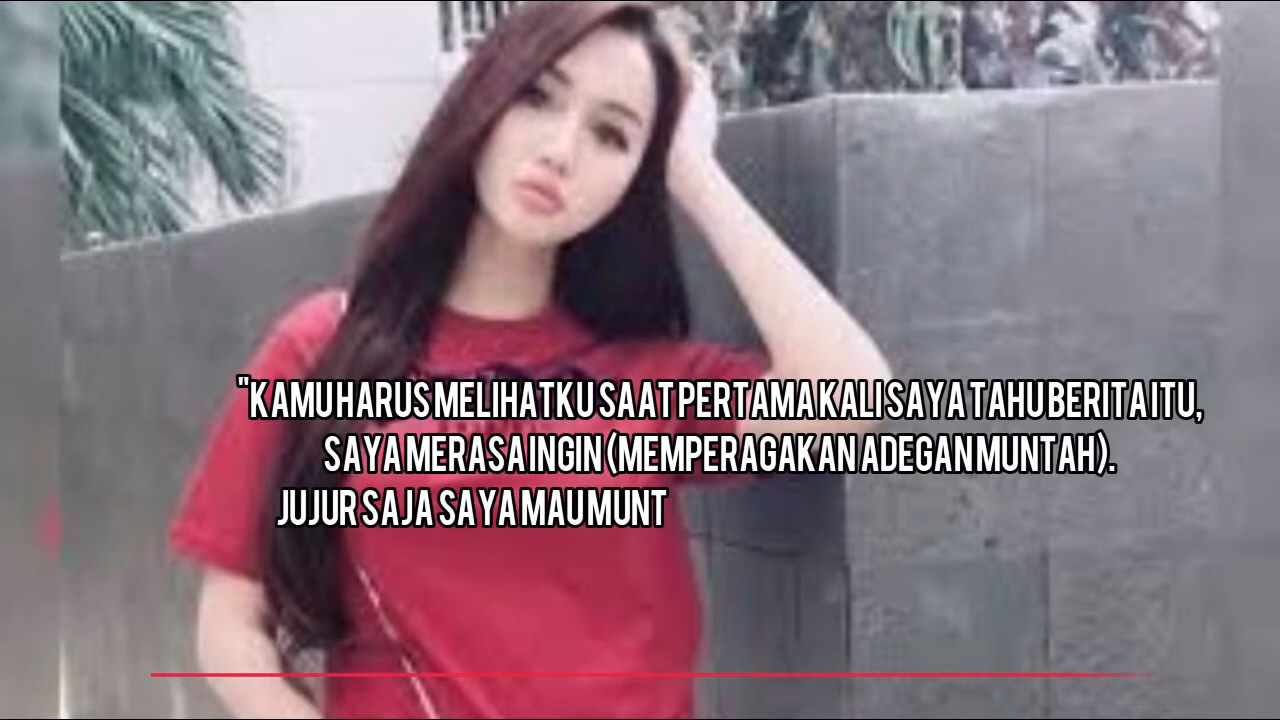 "KAMU HARUS MELIHATKU SAAT PERTAMA KALI SAYA TAHU BERITA ITU,
SAYA MERASA INGIN (MEMPERAGAKAN ADEGAN MUNTAH).
JUJUR SAJA SAYA MAU MUNT